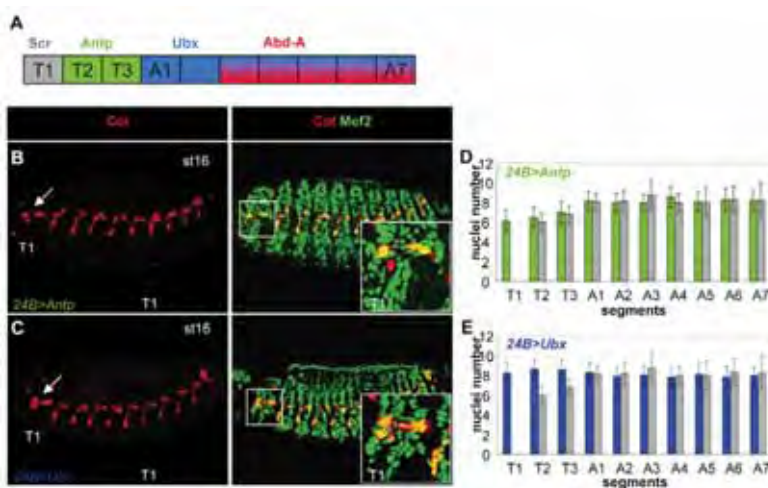 A
Scr Antp Ubx Abd-A
T1 T2 T3 A1 A7
Col
Col Mef2
B
st16
T1
24B>Antp
T1
T1
C
st16
T1
T1
T1
D
24B>Antp
nuclei number
12
10
8
6
4
2
0
T1 T2 T3 A1 A2 A3 A4 A5 A6 A7
segments
E
24B>Ubx
nuclei number
12
10
8
6
4
2
0
T1 T2 T3 A1 A2 A3 A4 A5 A6 A7
segments